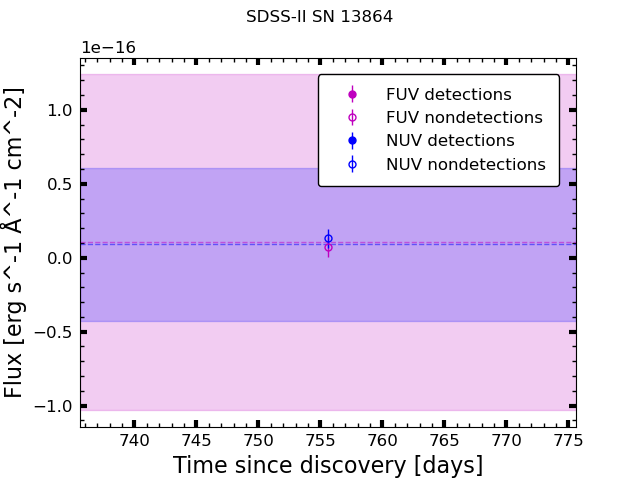 SDSS-II SN 13864
1e−16
FUV detections
FUV nondetections
NUV detections
NUV nondetections
1.0
0.5
0.0
−0.5
−1.0
Flux [erg s^-1 Å^-1 cm^-2]
740 745 750 755 760 765 770 775
Time since discovery [days]